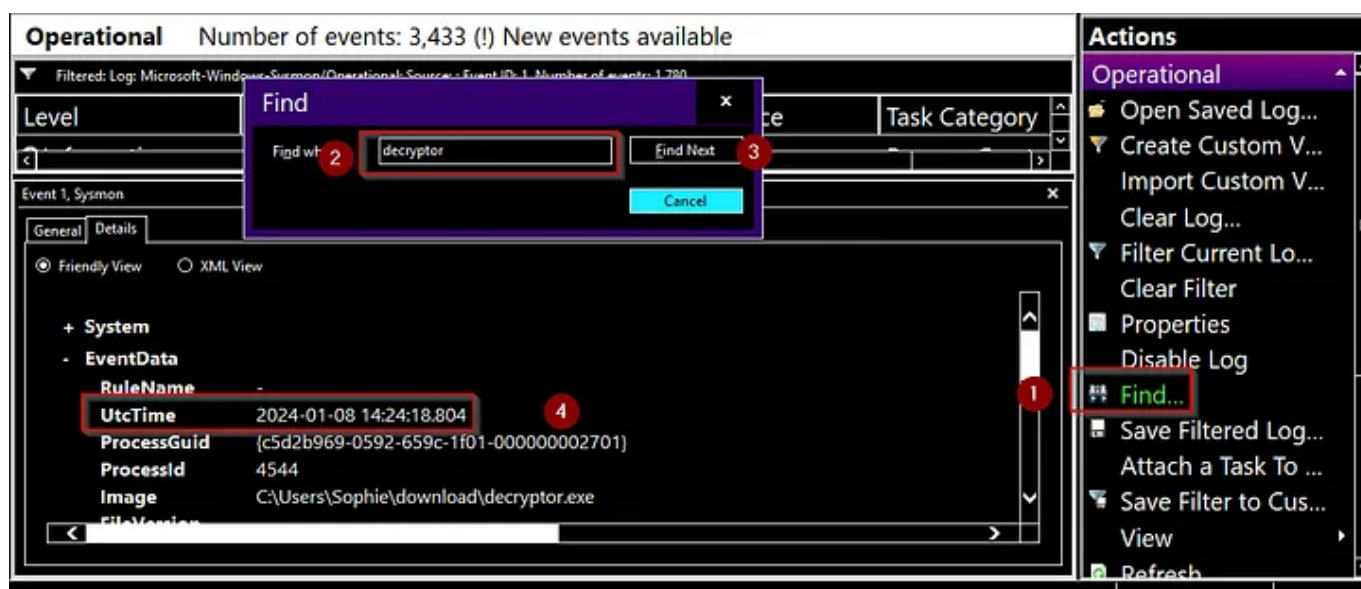 Operational Number of events: 3,433 (!) New events available
Filtered: Log: Microsoft-Windows-Sysmon/Operational; Source: ; Event ID: 1. Number of events: 1,780
Level
Task Category
Find
x
2
decryptor
Find Next
3
Cancel
Event 1, Sysmon
x
General Details
Friendly View XML View
+ System
- EventData
RuleName -
UtcTime 2024-01-08 14:24:18.804
4
ProcessGuid {c5d2b969-0592-659c-1f01-000000002701}
ProcessId 4544
Image C:\Users\Sophie\download\decryptor.exe
FileVersion
Actions
Operational
Open Saved Log...
Create Custom V...
Import Custom V...
Clear Log...
Filter Current Lo...
Clear Filter
Properties
Disable Log
1
Find...
Save Filtered Log...
Attach a Task To ...
Save Filter to Cus...
View
Refresh